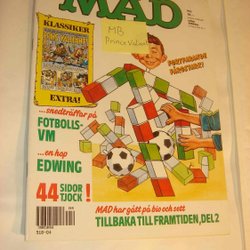 MAD
KLASSIKER
MB
Prince Valiant
EXTRA!
...snedträffar på
FOTBOLLS-
VM
...en hop
EDWING
44 SIDOR
TJOCK!
MAD har gått på bio och sett
TILLBAKA TILL FRAMTIDEN, DEL 2